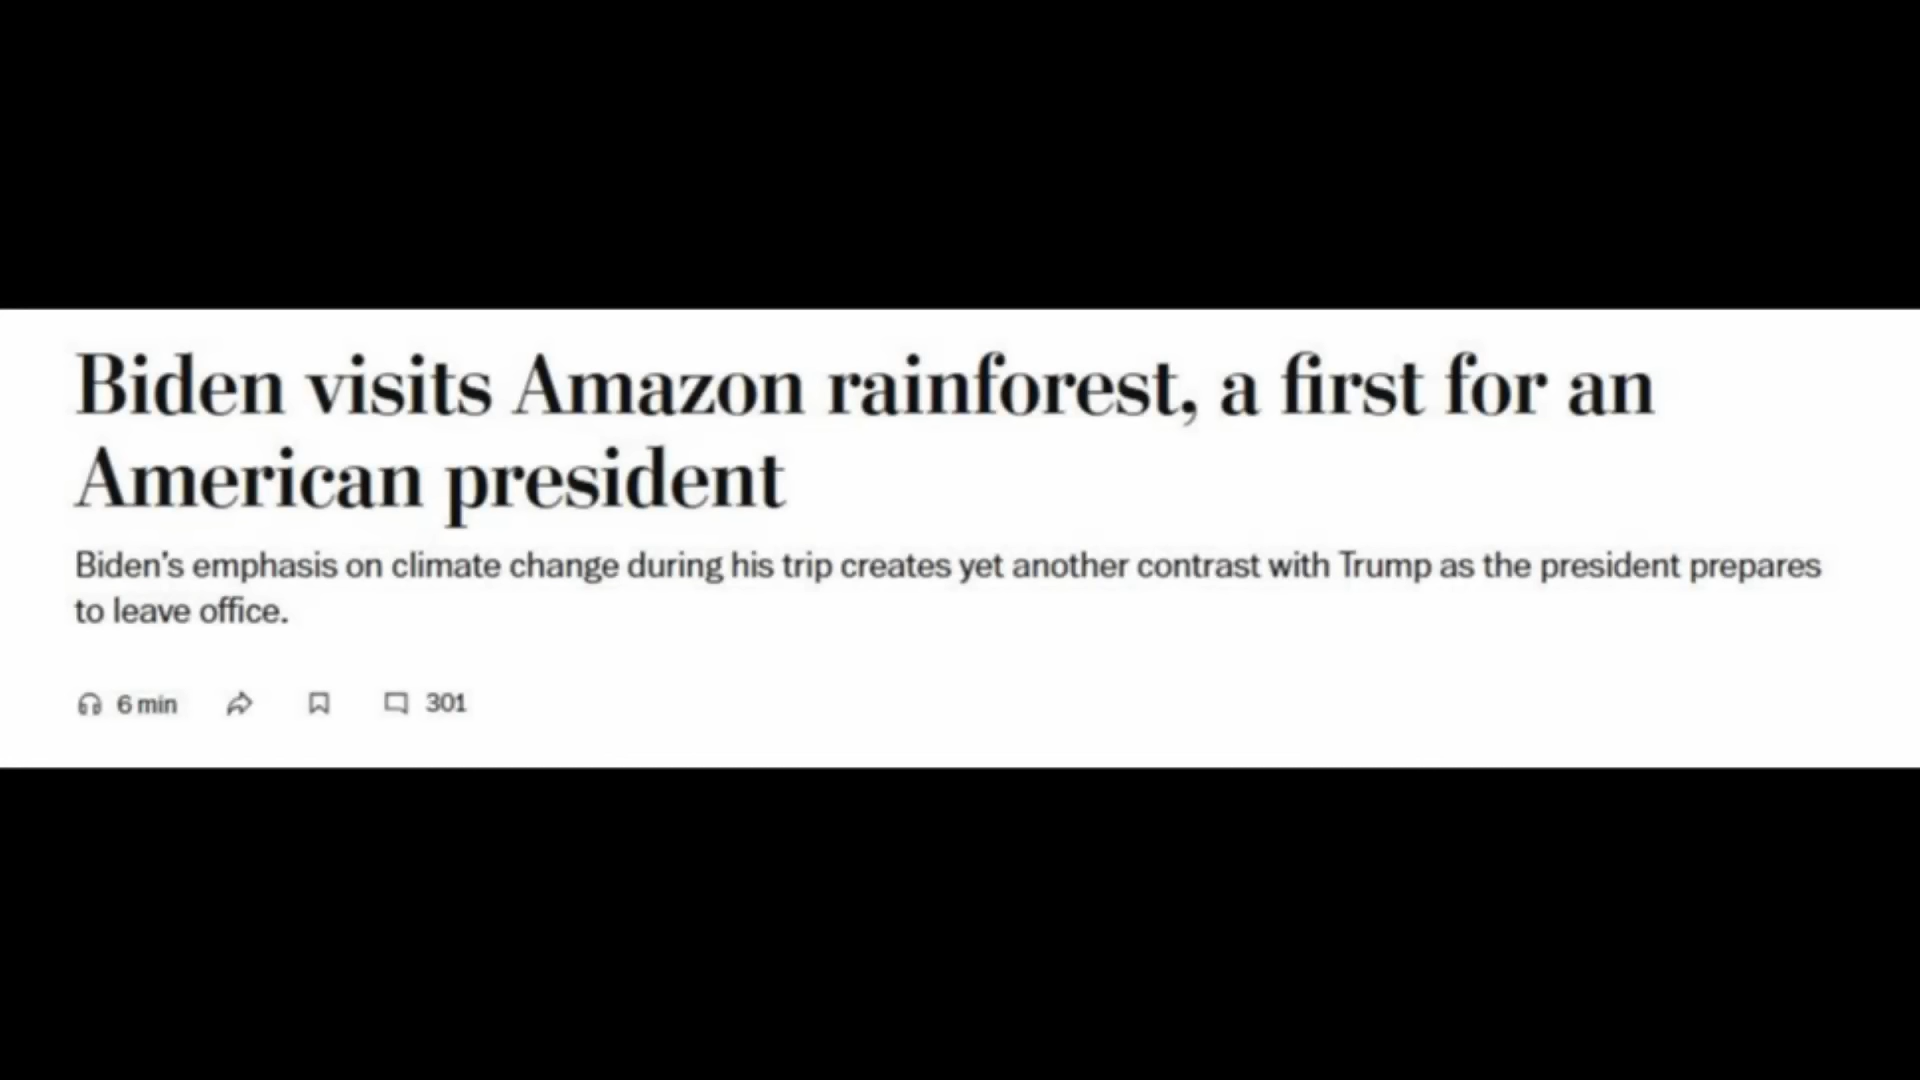 Biden visits Amazon rainforest, a first for an
American president
Biden’s emphasis on climate change during his trip creates yet another contrast with Trump as the president prepares
to leave office.
6 min 301